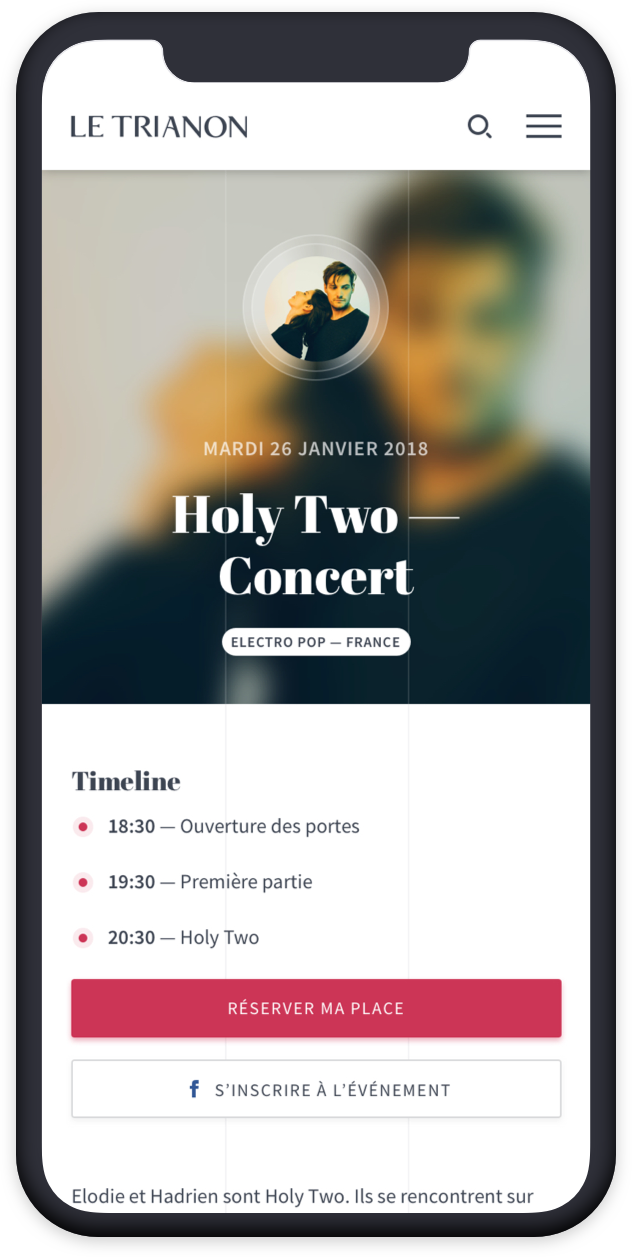 LE TRIANON
MARDI 26 JANVIER 2018
Holy Two —
Concert
ELECTRO POP — FRANCE
Timeline
18:30 — Ouverture des portes
19:30 — Première partie
20:30 — Holy Two
RÉSERVER MA PLACE
f S’INSCRIRE À L’ÉVÉNEMENT
Elodie et Hadrien sont Holy Two. Ils se rencontrent sur